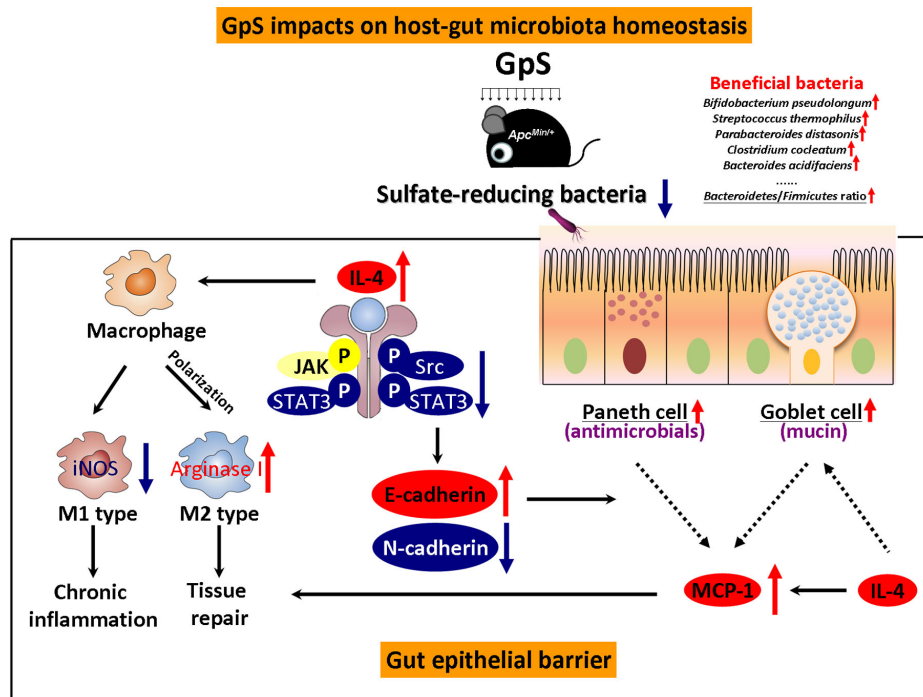 GpS impacts on host-gut microbiota homeostasis
GpS
Apc^Min/+
Beneficial bacteria
Bifidobacterium pseudolongum
Streptococcus thermophilus
Parabacteroides distasonis
Clostridium cocleatum
Bacteroides acidifaciens
......
Bacteroidetes/Firmicutes ratio
Sulfate-reducing bacteria
IL-4
Macrophage
Polarization
JAK
P
P
Src
STAT3
P
P
STAT3
iNOS
Arginase I
M1 type
M2 type
Chronic
inflammation
Tissue
repair
E-cadherin
N-cadherin
Paneth cell
(antimicrobials)
Goblet cell
(mucin)
MCP-1
IL-4
Gut epithelial barrier